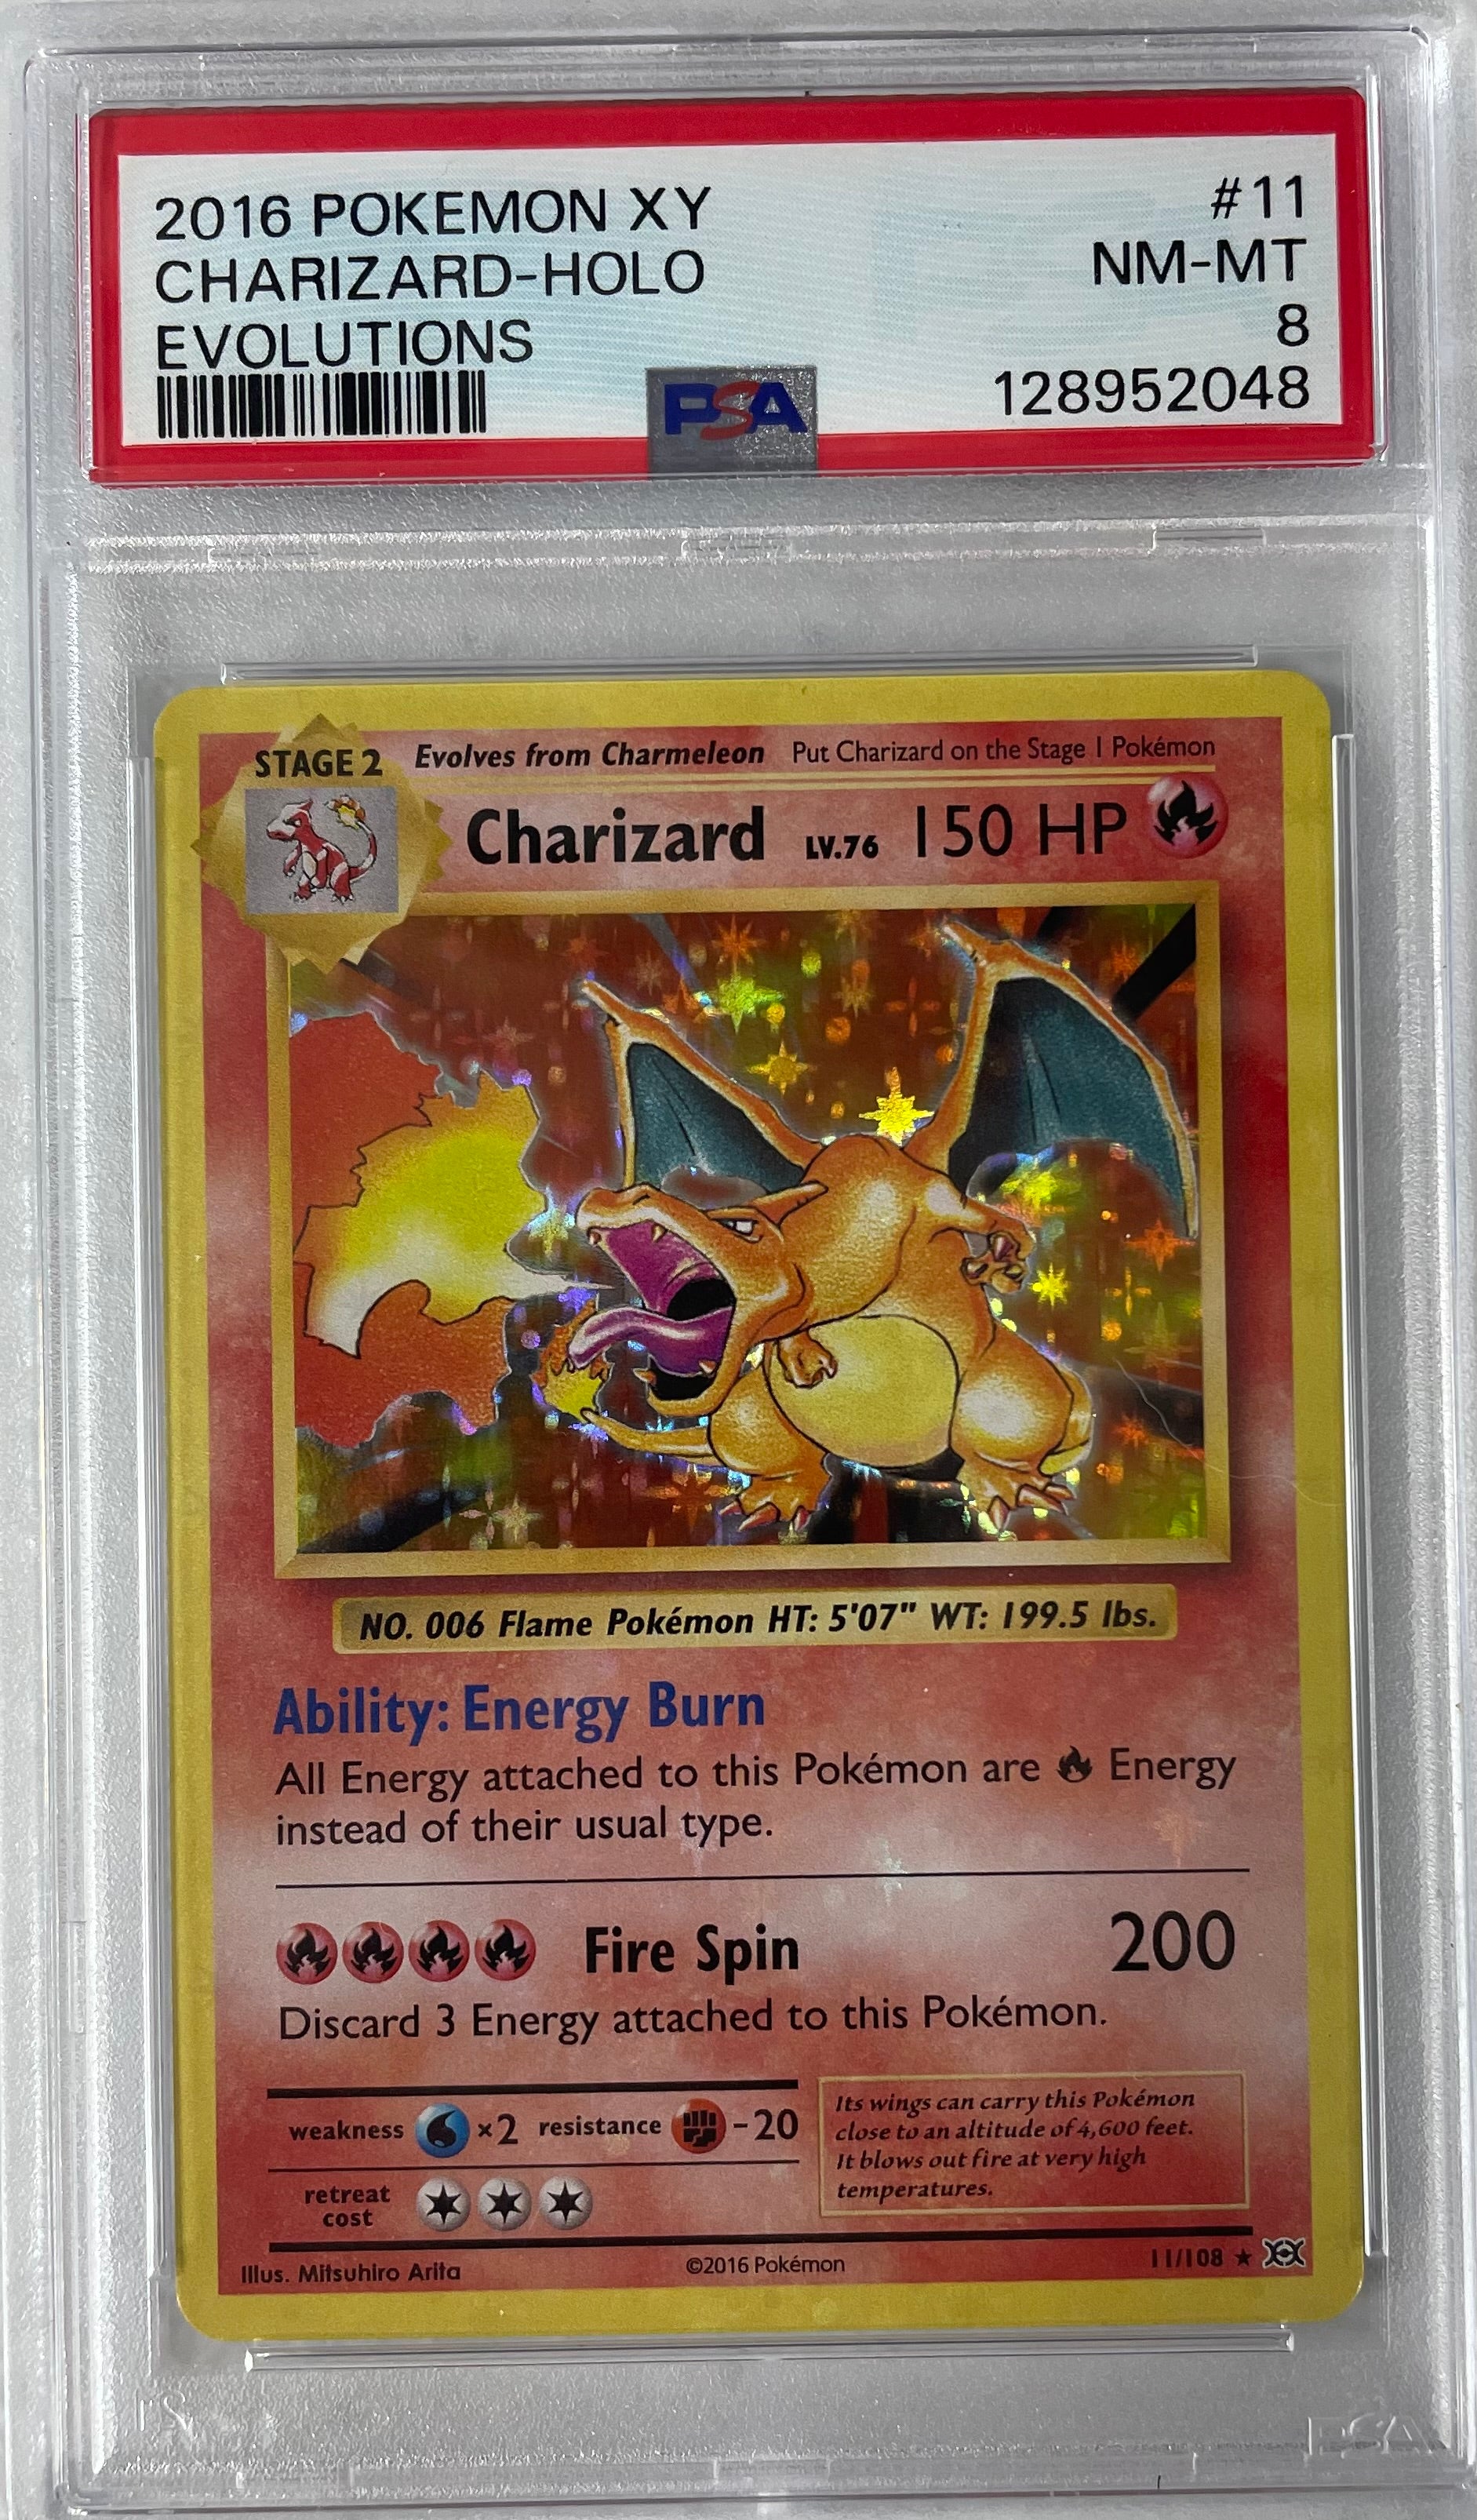 2016 POKEMON XY #11
CHARIZARD-HOLO NM-MT
EVOLUTIONS 8
PSA 128952048
STAGE 2 Evolves from Charmeleon Put Charizard on the Stage 1 Pokémon
Charizard LV.76 150 HP
NO. 006 Flame Pokémon HT: 5'07" WT: 199.5 lbs.
Ability: Energy Burn
All Energy attached to this Pokémon are Energy
instead of their usual type.
Fire Spin 200
Discard 3 Energy attached to this Pokémon.
weakness ×2 resistance -20
retreat
cost
Its wings can carry this Pokémon
close to an altitude of 4,600 feet.
It blows out fire at very high
temperatures.
Illus. Mitsuhiro Arita ©2016 Pokémon 11/108 ★
PSA